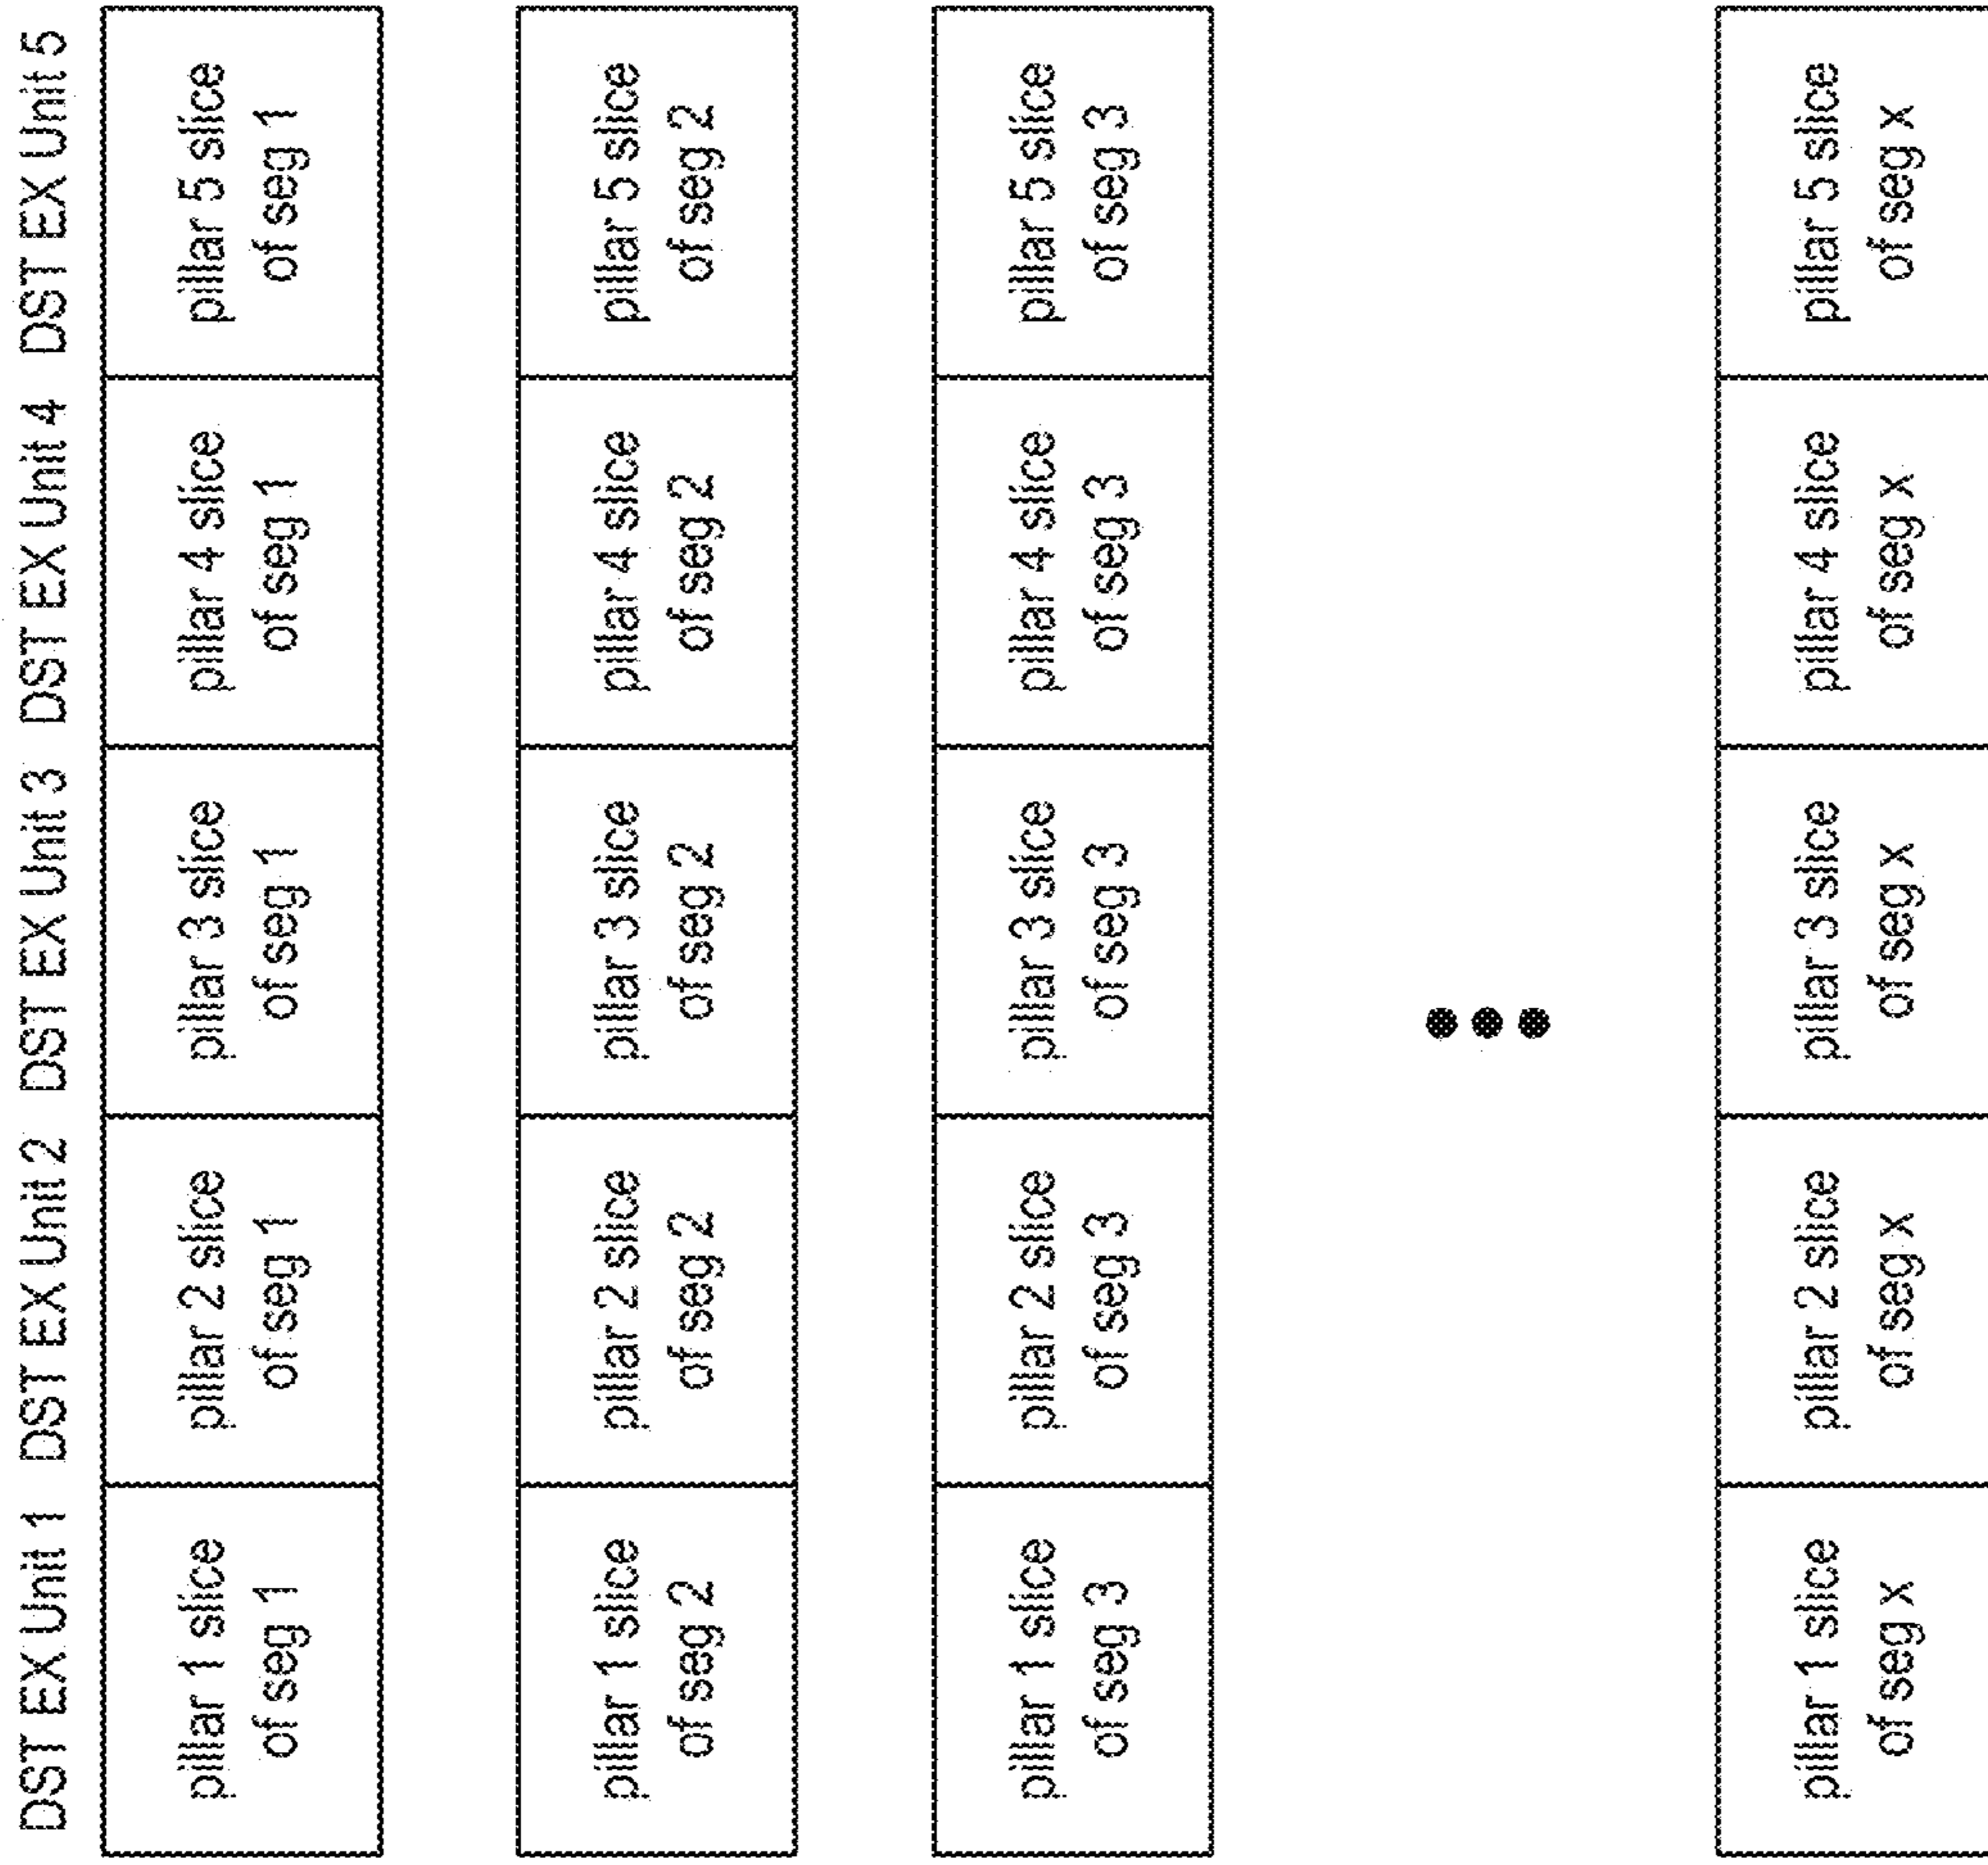 DST EX Unit 1 DST EX Unit 2 DST EX Unit 3 DST EX Unit 4 DST EX Unit 5
pillar 1 slice
of seg 1
pillar 2 slice
of seg 1
pillar 3 slice
of seg 1
pillar 4 slice
of seg 1
pillar 5 slice
of seg 1
pillar 1 slice
of seg 2
pillar 2 slice
of seg 2
pillar 3 slice
of seg 2
pillar 4 slice
of seg 2
pillar 5 slice
of seg 2
pillar 1 slice
of seg 3
pillar 2 slice
of seg 3
pillar 3 slice
of seg 3
pillar 4 slice
of seg 3
pillar 5 slice
of seg 3
pillar 1 slice
of seg x
pillar 2 slice
of seg x
pillar 3 slice
of seg x
pillar 4 slice
of seg x
pillar 5 slice
of seg x